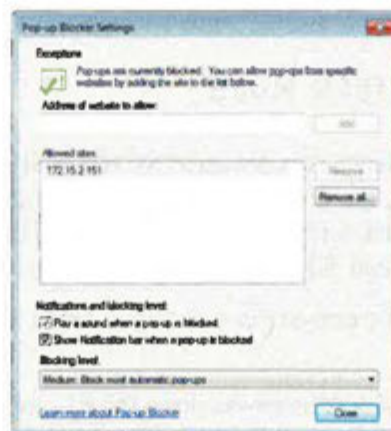 Pop-up Blocker Settings
Exceptions
Pop-ups are currently blocked. You can allow pop-ups from specific
websites by adding the site to the list below.
Address of website to allow:
Add
Allowed sites:
172.15.2.151
Remove
Remove all...
Notifications and blocking level:
Play a sound when a pop-up is blocked.
Show Notification bar when a pop-up is blocked.
Blocking level:
Medium: Block most automatic pop-ups
Learn more about Pop-up Blocker
Close